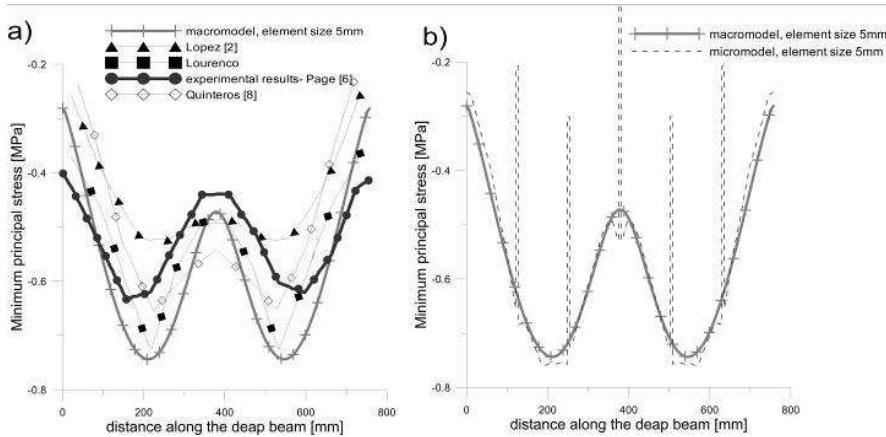 a)
macromodel, element size 5mm
Lopez [2]
Lourenco
experimental results- Page [6]
Quinteros [8]
-0.2
-0.4
-0.6
-0.8
Minimum principal stress [MPa]
0
200
400
600
800
distance along the deap beam [mm]
b)
macromodel, element size 5mm
micromodel, element size 5mm
-0.2
-0.4
-0.6
-0.8
Minimum principal stress [MPa]
0
200
400
600
800
distance along the deap beam [mm]